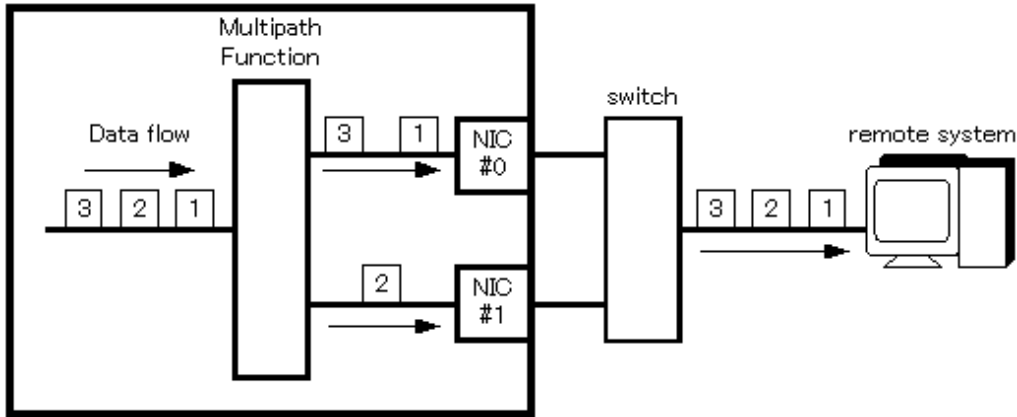 Multipath
Function
switch
Data flow
3 1
NIC
#0
remote system
3 2 1
3 2 1
2
NIC
#1